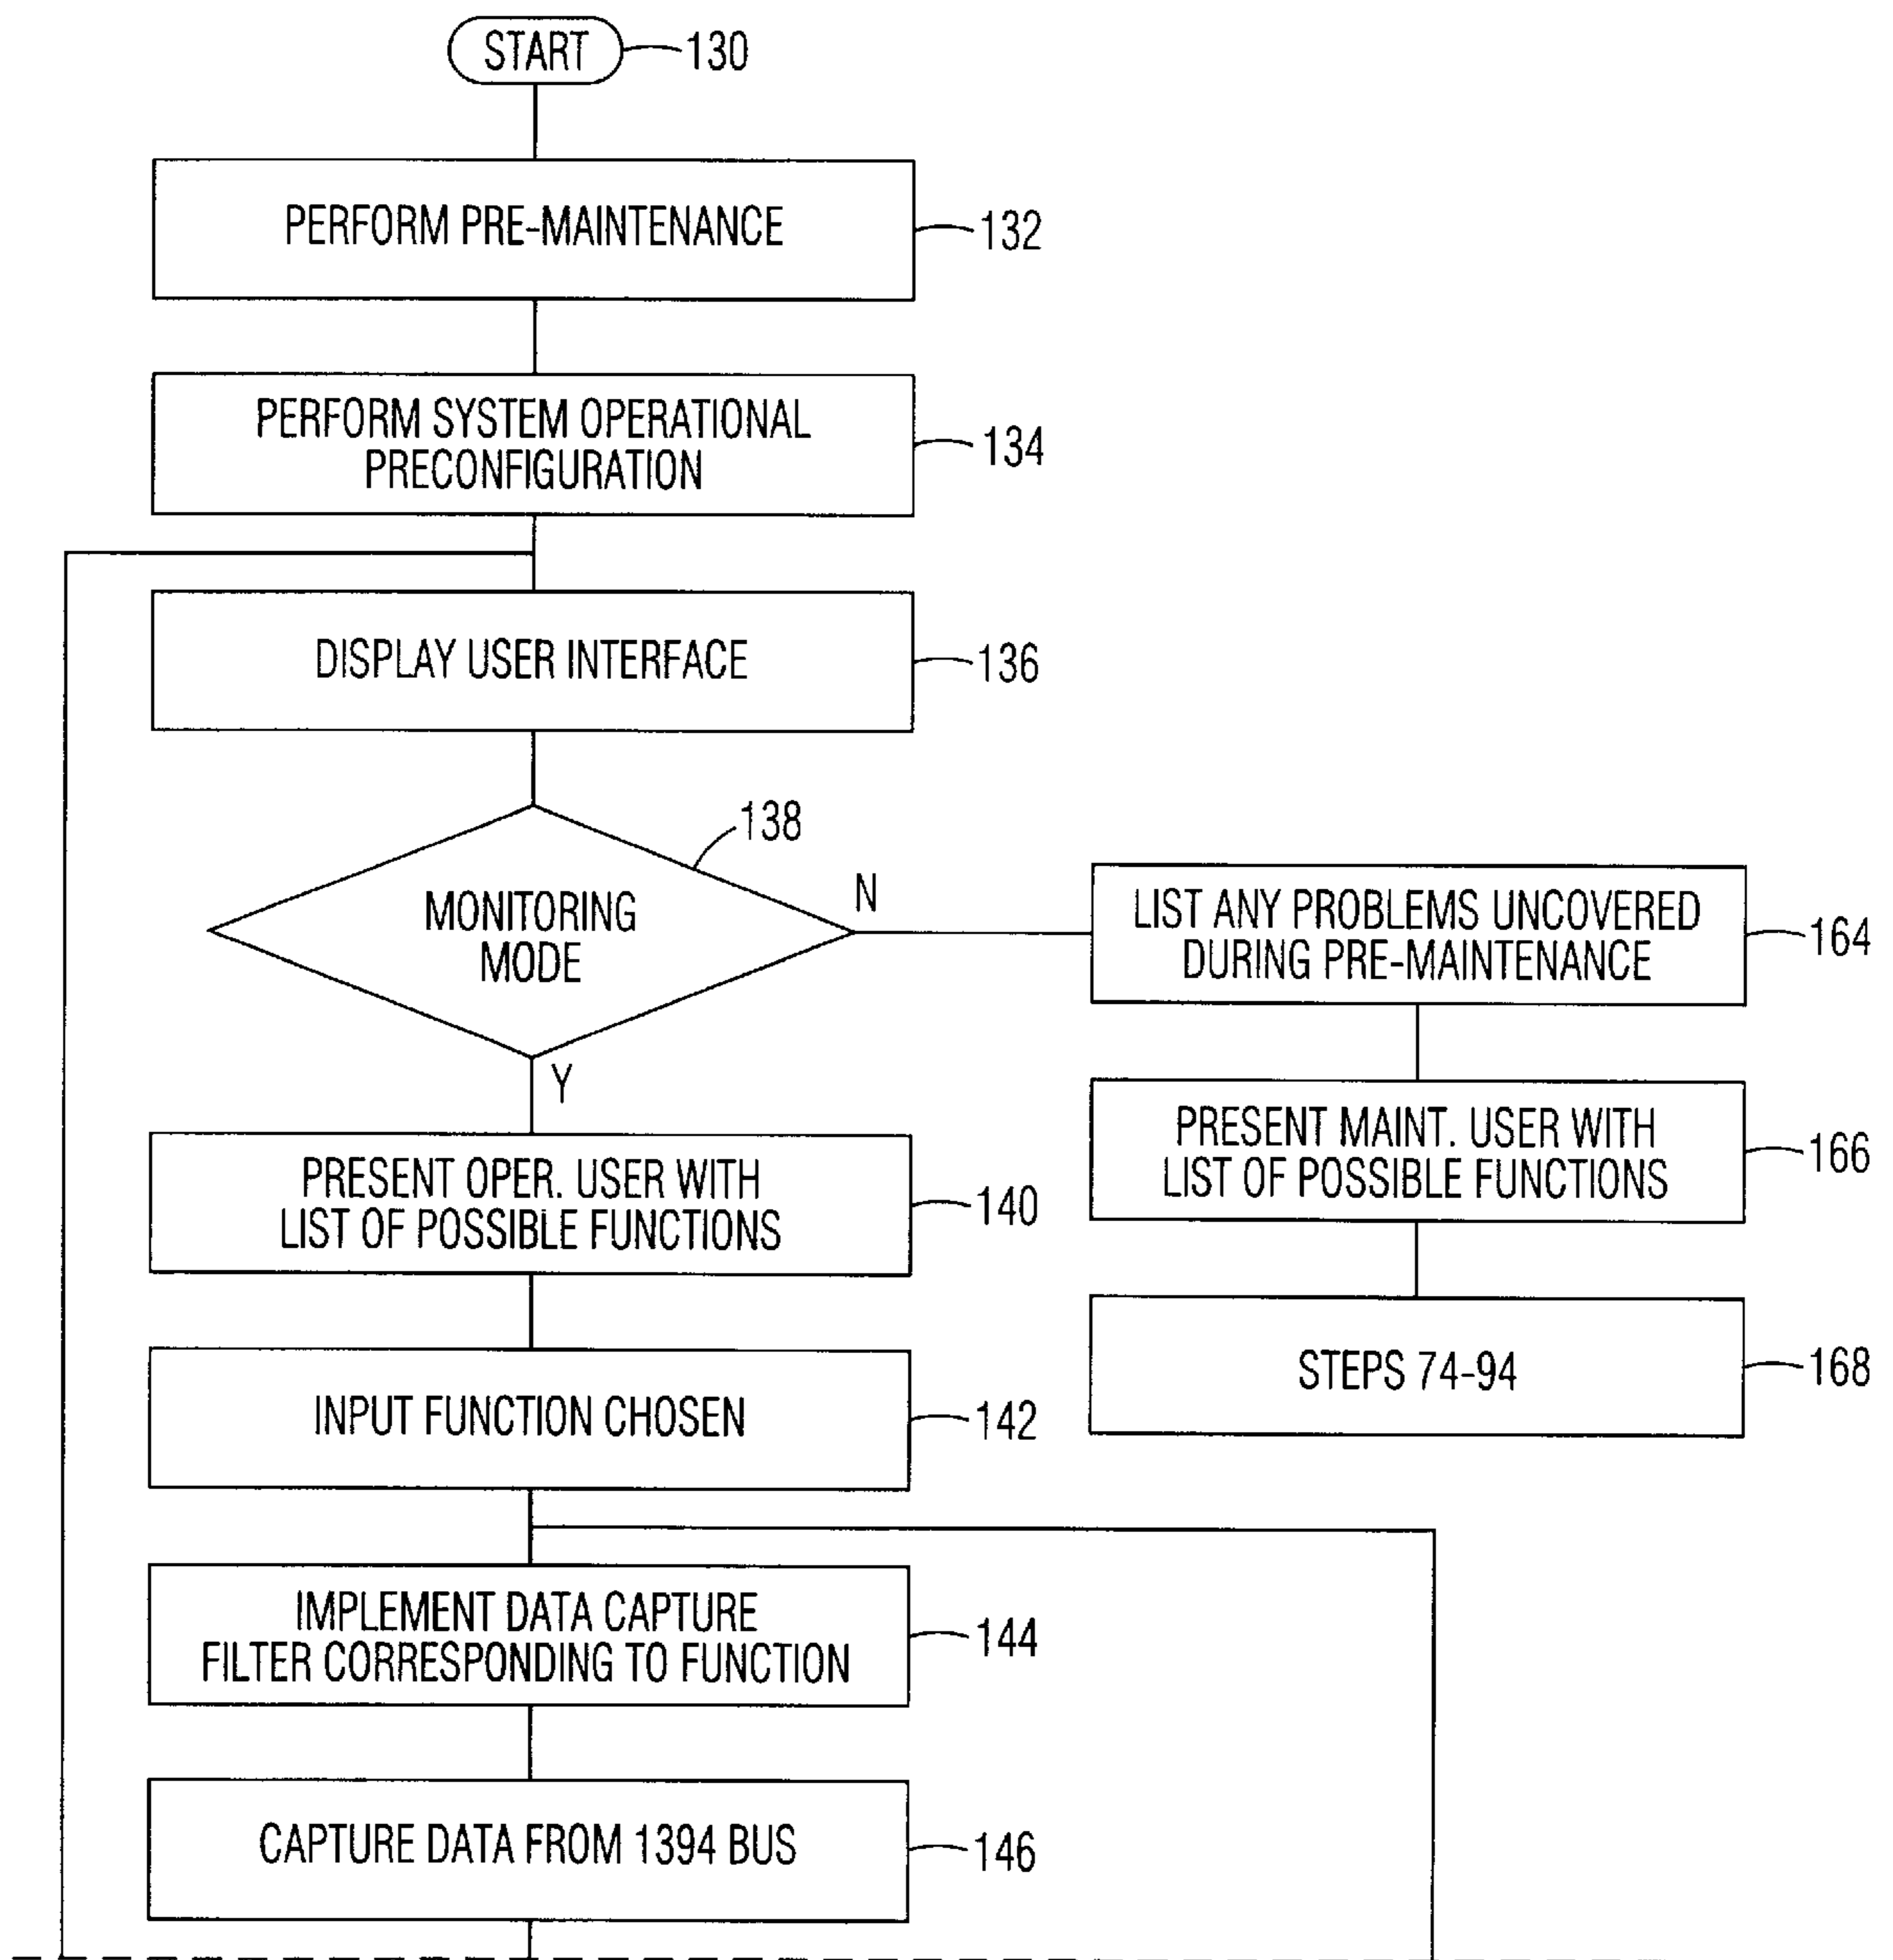 START
130
PERFORM PRE-MAINTENANCE
132
PERFORM SYSTEM OPERATIONAL
PRECONFIGURATION
134
DISPLAY USER INTERFACE
136
138
MONITORING
MODE
N
Y
LIST ANY PROBLEMS UNCOVERED
DURING PRE-MAINTENANCE
164
PRESENT MAINT. USER WITH
LIST OF POSSIBLE FUNCTIONS
166
STEPS 74-94
168
PRESENT OPER. USER WITH
LIST OF POSSIBLE FUNCTIONS
140
INPUT FUNCTION CHOSEN
142
IMPLEMENT DATA CAPTURE
FILTER CORRESPONDING TO FUNCTION
144
CAPTURE DATA FROM 1394 BUS
146